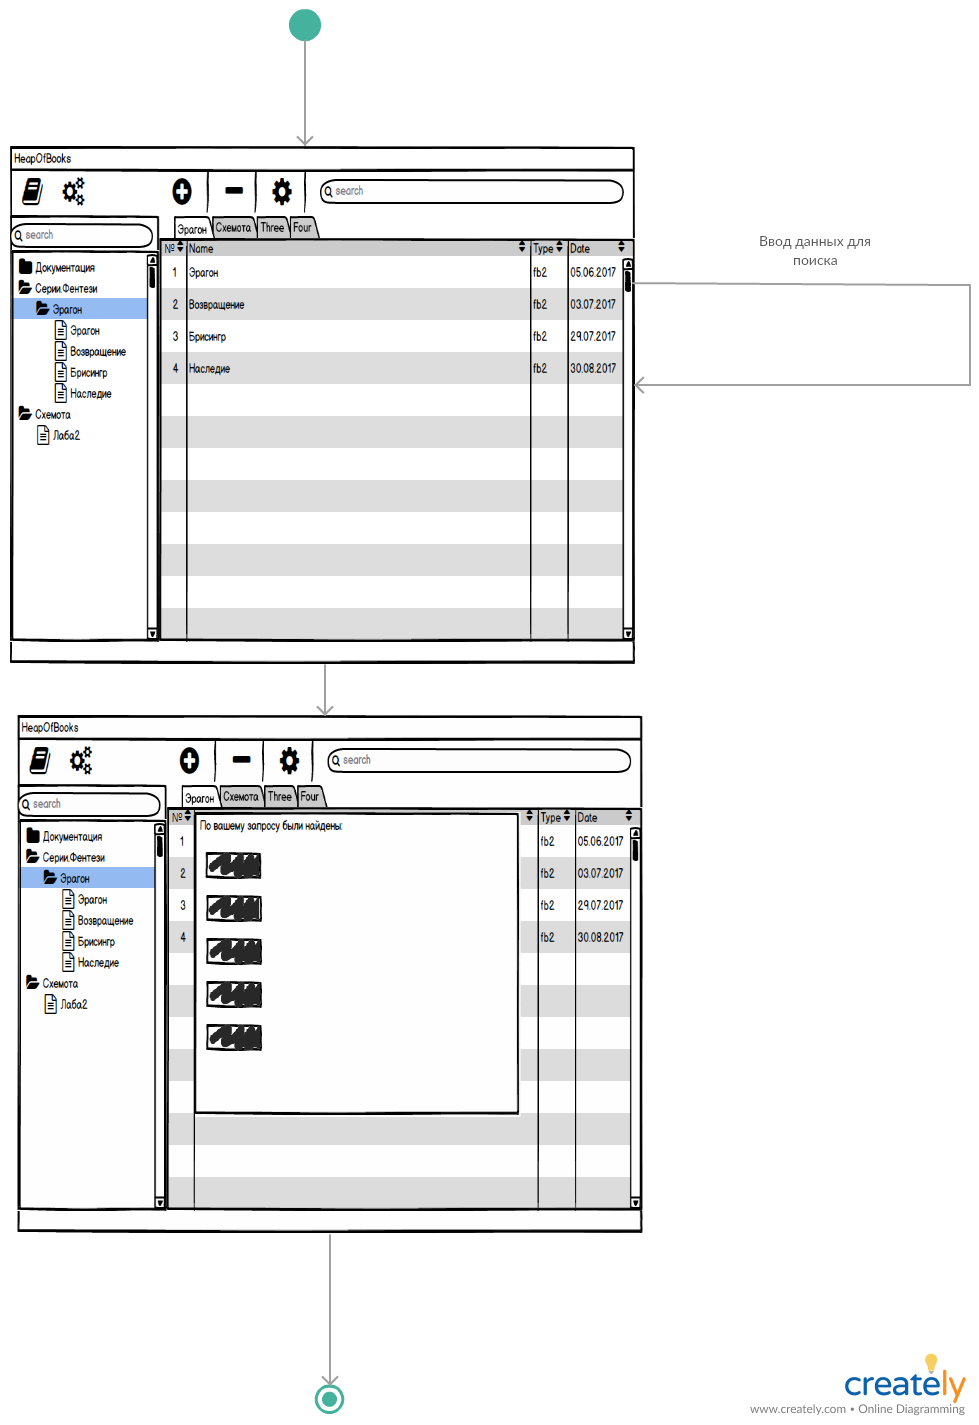 HeapOfBooks
search
search
Эрагон Схемота Three Four
№ Name Type Date
Документация
Серии.Фентези
Эрагон
Эрагон
Возвращение
Брисингр
Наследие
Схемота
Лаба2
1 Эрагон fb2 05.06.2017
2 Возвращение fb2 03.07.2017
3 Брисингр fb2 29.07.2017
4 Наследие fb2 30.08.2017
Ввод данных для
поиска
HeapOfBooks
search
search
Эрагон Схемота Three Four
№ Type Date
Документация
Серии.Фентези
Эрагон
Эрагон
Возвращение
Брисингр
Наследие
Схемота
Лаба2
По вашему запросу были найдены:
1 fb2 05.06.2017
2 fb2 03.07.2017
3 fb2 29.07.2017
4 fb2 30.08.2017
creately
www.creately.com • Online Diagramming